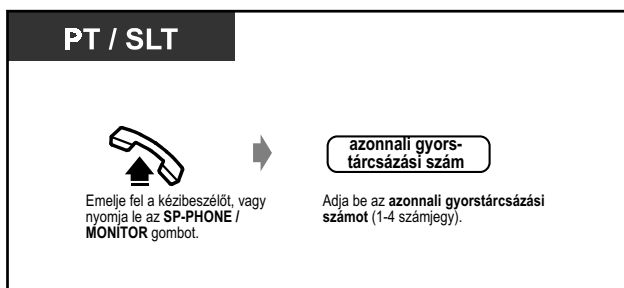 PT / SLT
azonnali gyors-
tárcsázási szám
Emelje fel a kézibeszélőt, vagy
nyomja le az SP-PHONE /
MONITOR gombot.
Adja be az azonnali gyorstárcsázási
számot (1-4 számjegy).